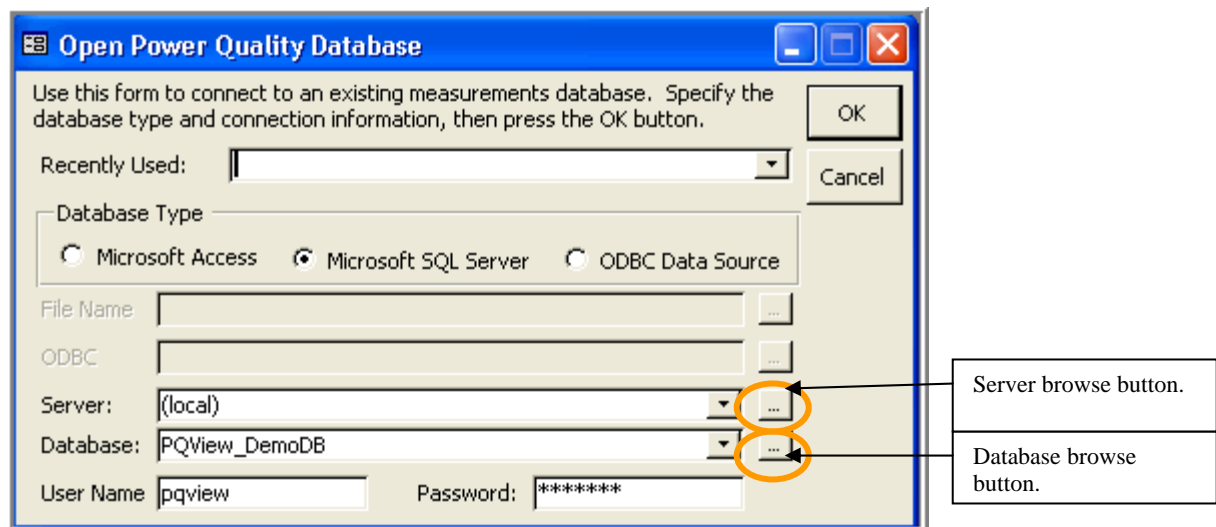 Open Power Quality Database
Use this form to connect to an existing measurements database. Specify the
database type and connection information, then press the OK button.
OK
Recently Used:
Cancel
Database Type
Microsoft Access
Microsoft SQL Server
ODBC Data Source
File Name
...
ODBC
...
Server:
(local)
...
Server browse button.
Database:
PQView_DemoDB
...
Database browse
button.
User Name
pqview
Password:
*******